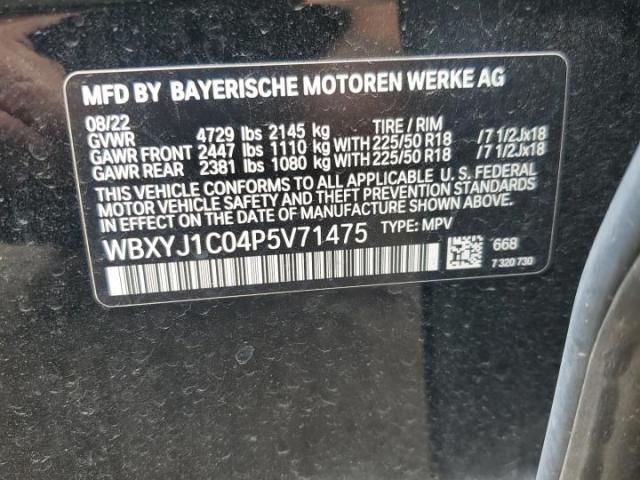 MFD BY BAYERISCHE MOTOREN WERKE AG
08/22
GVWR 4729 lbs 2145 kg TIRE / RIM
GAWR FRONT 2447 lbs 1110 kg WITH 225/50 R18 /7 1/2Jx18
GAWR REAR 2381 lbs 1080 kg WITH 225/50 R18 /7 1/2Jx18
THIS VEHICLE CONFORMS TO ALL APPLICABLE U. S. FEDERAL
MOTOR VEHICLE SAFETY AND THEFT PREVENTION STANDARDS
IN EFFECT ON THE DATE OF MANUFACTURE SHOWN ABOVE.
WBXYJ1C04P5V71475 TYPE: MPV
668
7 320 730